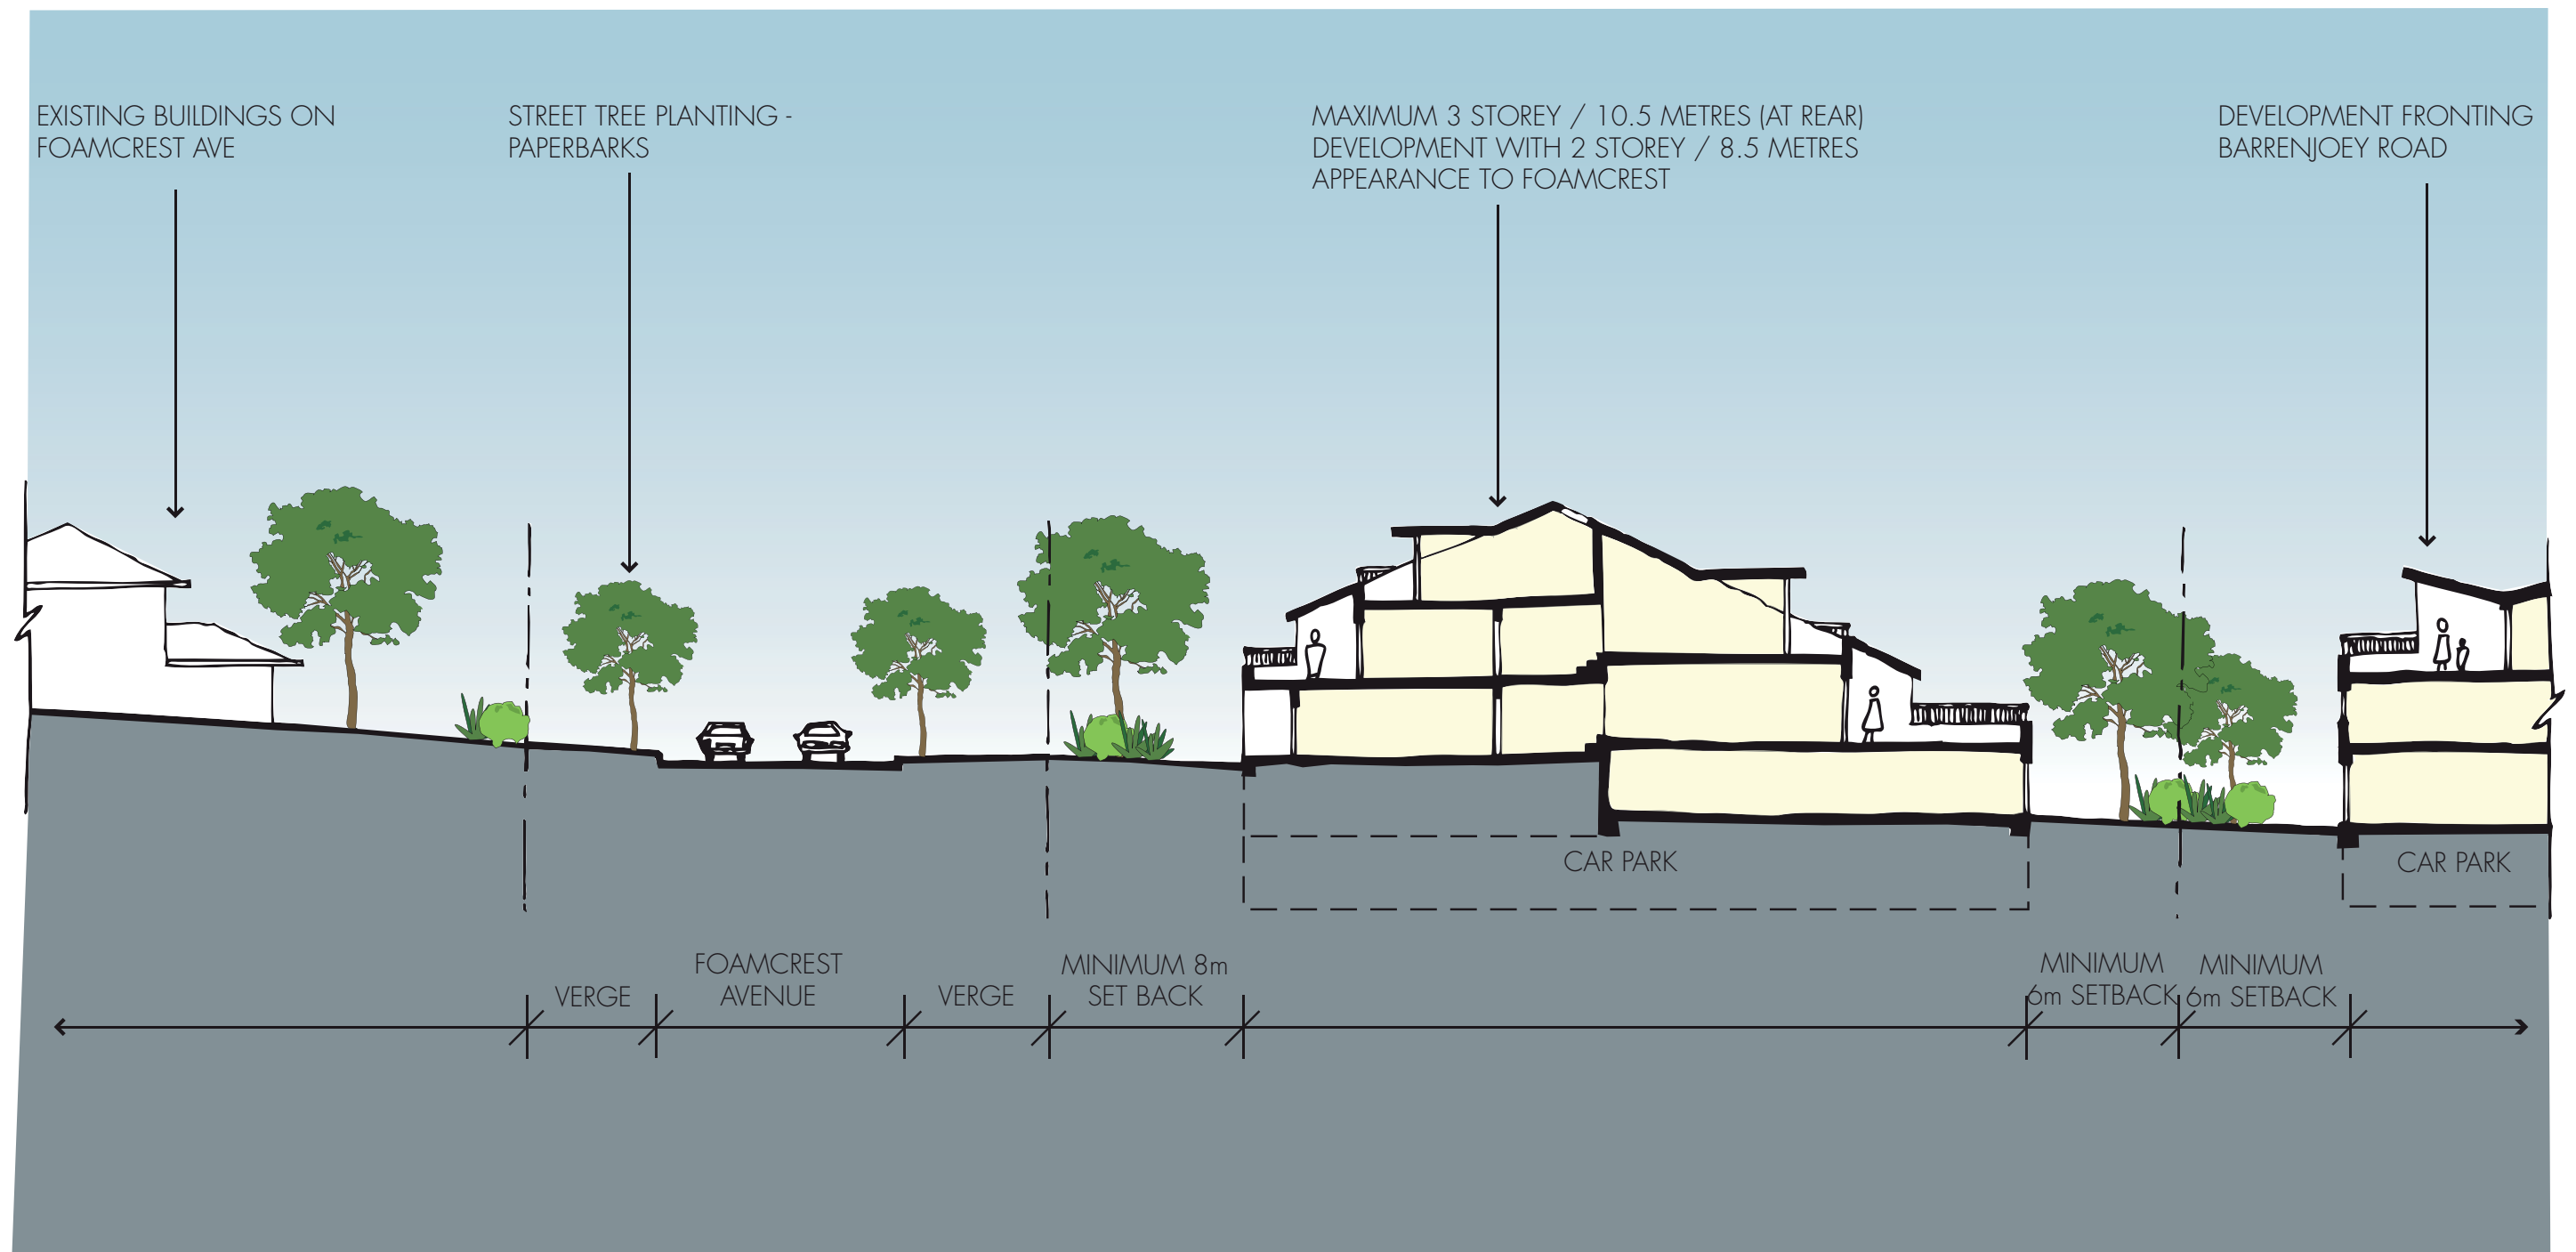 EXISTING BUILDINGS ON
FOAMCREST AVE
STREET TREE PLANTING -
PAPERBARKS
MAXIMUM 3 STOREY / 10.5 METRES (AT REAR)
DEVELOPMENT WITH 2 STOREY / 8.5 METRES
APPEARANCE TO FOAMCREST
DEVELOPMENT FRONTING
BARRENJOEY ROAD
CAR PARK
CAR PARK
VERGE
FOAMCREST
AVENUE
VERGE
MINIMUM 8m
SET BACK
MINIMUM
6m SETBACK
MINIMUM
6m SETBACK